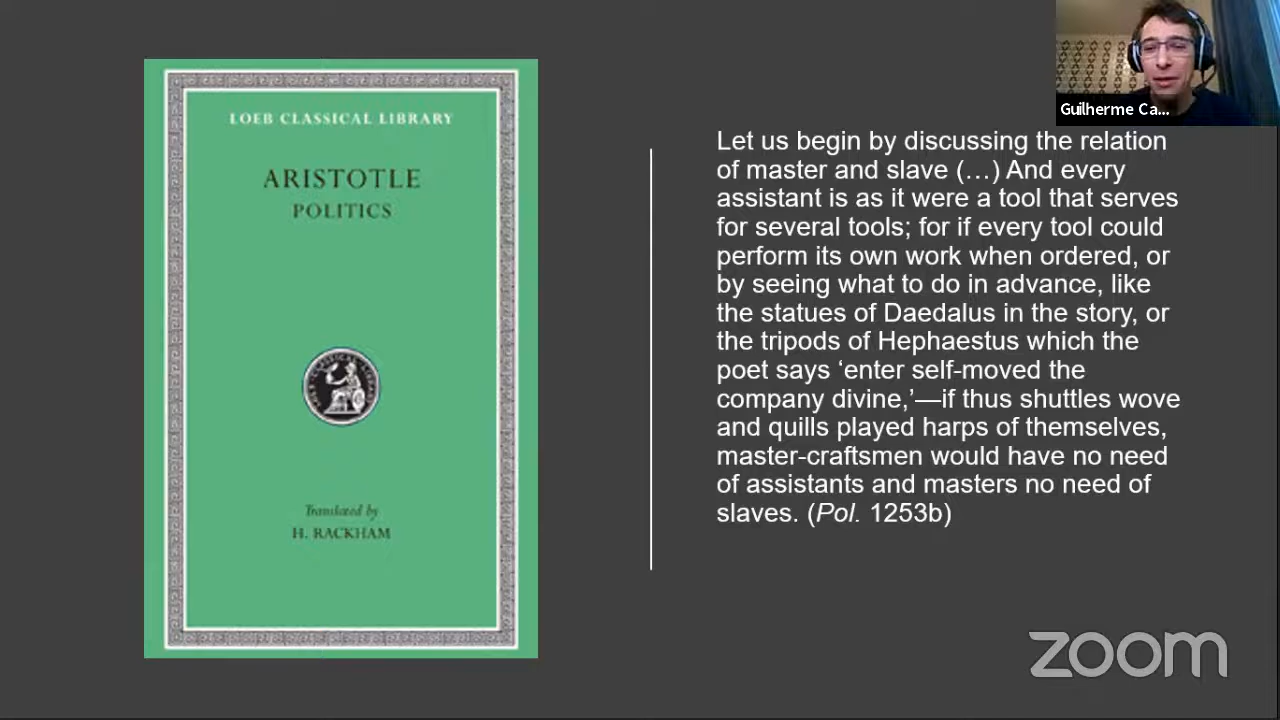 LOEB CLASSICAL LIBRARY
ARISTOTLE
POLITICS
Translated by
H. RACKHAM
Guilherme Ca...
Let us begin by discussing the relation
of master and slave (…) And every
assistant is as it were a tool that serves
for several tools; for if every tool could
perform its own work when ordered, or
by seeing what to do in advance, like
the statues of Daedalus in the story, or
the tripods of Hephaestus which the
poet says ‘enter self-moved the
company divine,’—if thus shuttles wove
and quills played harps of themselves,
master-craftsmen would have no need
of assistants and masters no need of
slaves. (Pol. 1253b)
zoom